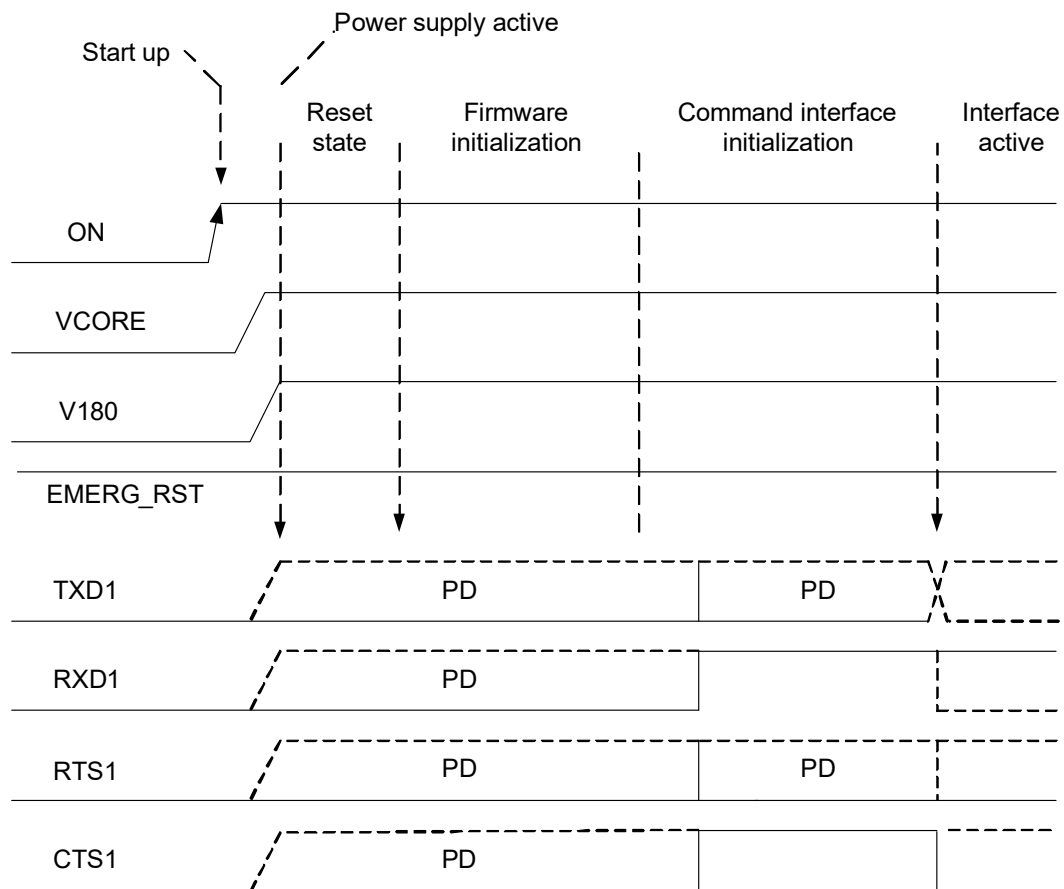 Power supply active
Start up
Reset
state
Firmware
initialization
Command interface
initialization
Interface
active
ON
VCORE
V180
EMERG_RST
TXD1
PD
PD
RXD1
PD
RTS1
PD
PD
CTS1
PD